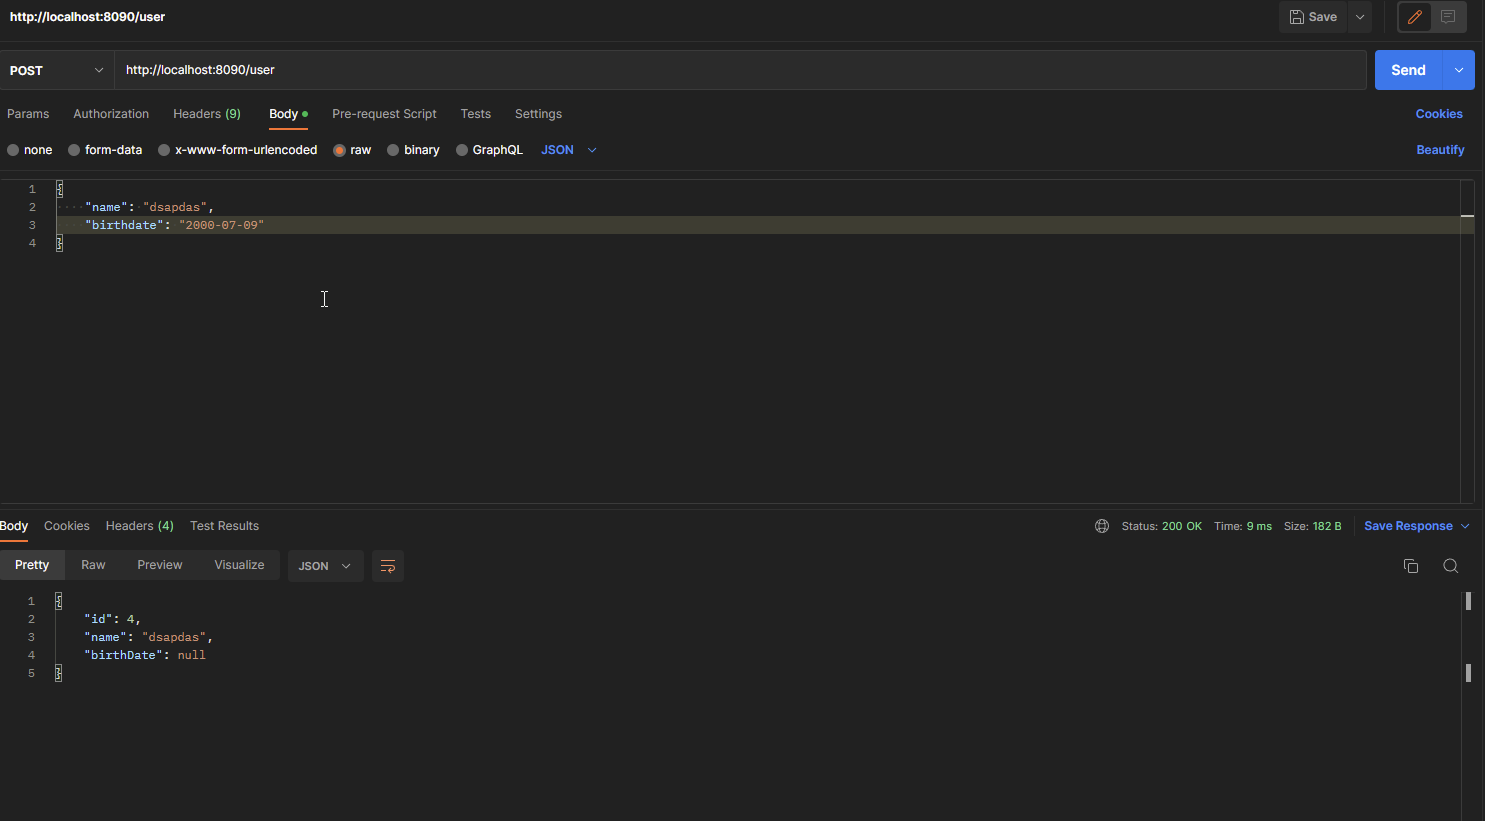 http://localhost:8090/user
Save
POST
http://localhost:8090/user
Send
Params Authorization Headers (9) Body Pre-request Script Tests Settings Cookies
none form-data x-www-form-urlencoded raw binary GraphQL JSON Beautify
1 {
2 ····"name":·"dsapdas",
3 ····"birthdate": "2000-07-09"
4 }
Body Cookies Headers (4) Test Results Status: 200 OK Time: 9 ms Size: 182 B Save Response
Pretty Raw Preview Visualize JSON
1 {
2 "id": 4,
3 "name": "dsapdas",
4 "birthDate": null
5 }